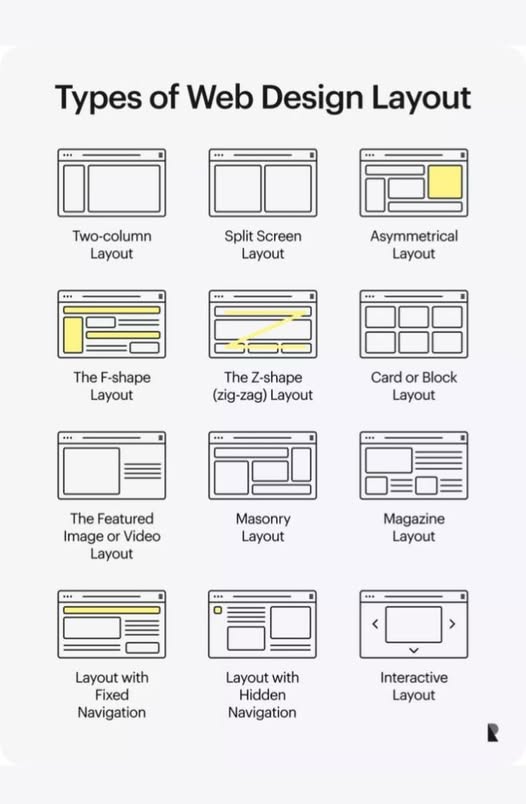 Types of Web Design Layout
Two-column
Layout
Split Screen
Layout
Asymmetrical
Layout
The F-shape
Layout
The Z-shape
(zig-zag) Layout
Card or Block
Layout
The Featured
Image or Video
Layout
Masonry
Layout
Magazine
Layout
Layout with
Fixed
Navigation
Layout with
Hidden
Navigation
Interactive
Layout